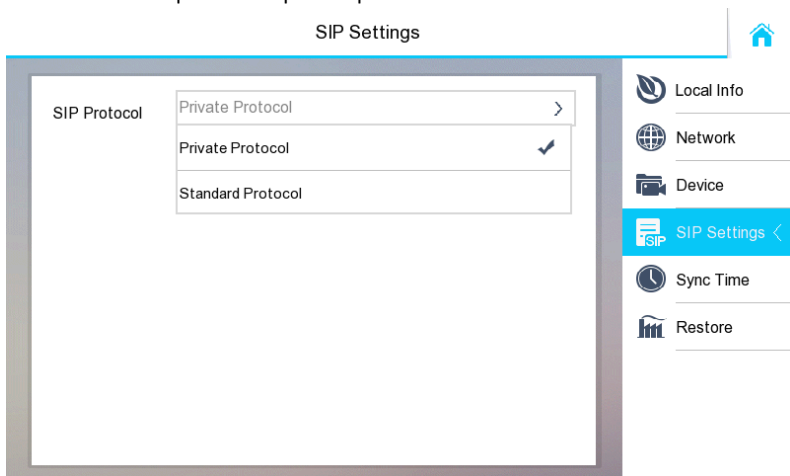 SIP Settings
SIP Protocol
Private Protocol
Private Protocol
Standard Protocol
Local Info
Network
Device
SIP
SIP Settings
Sync Time
Restore